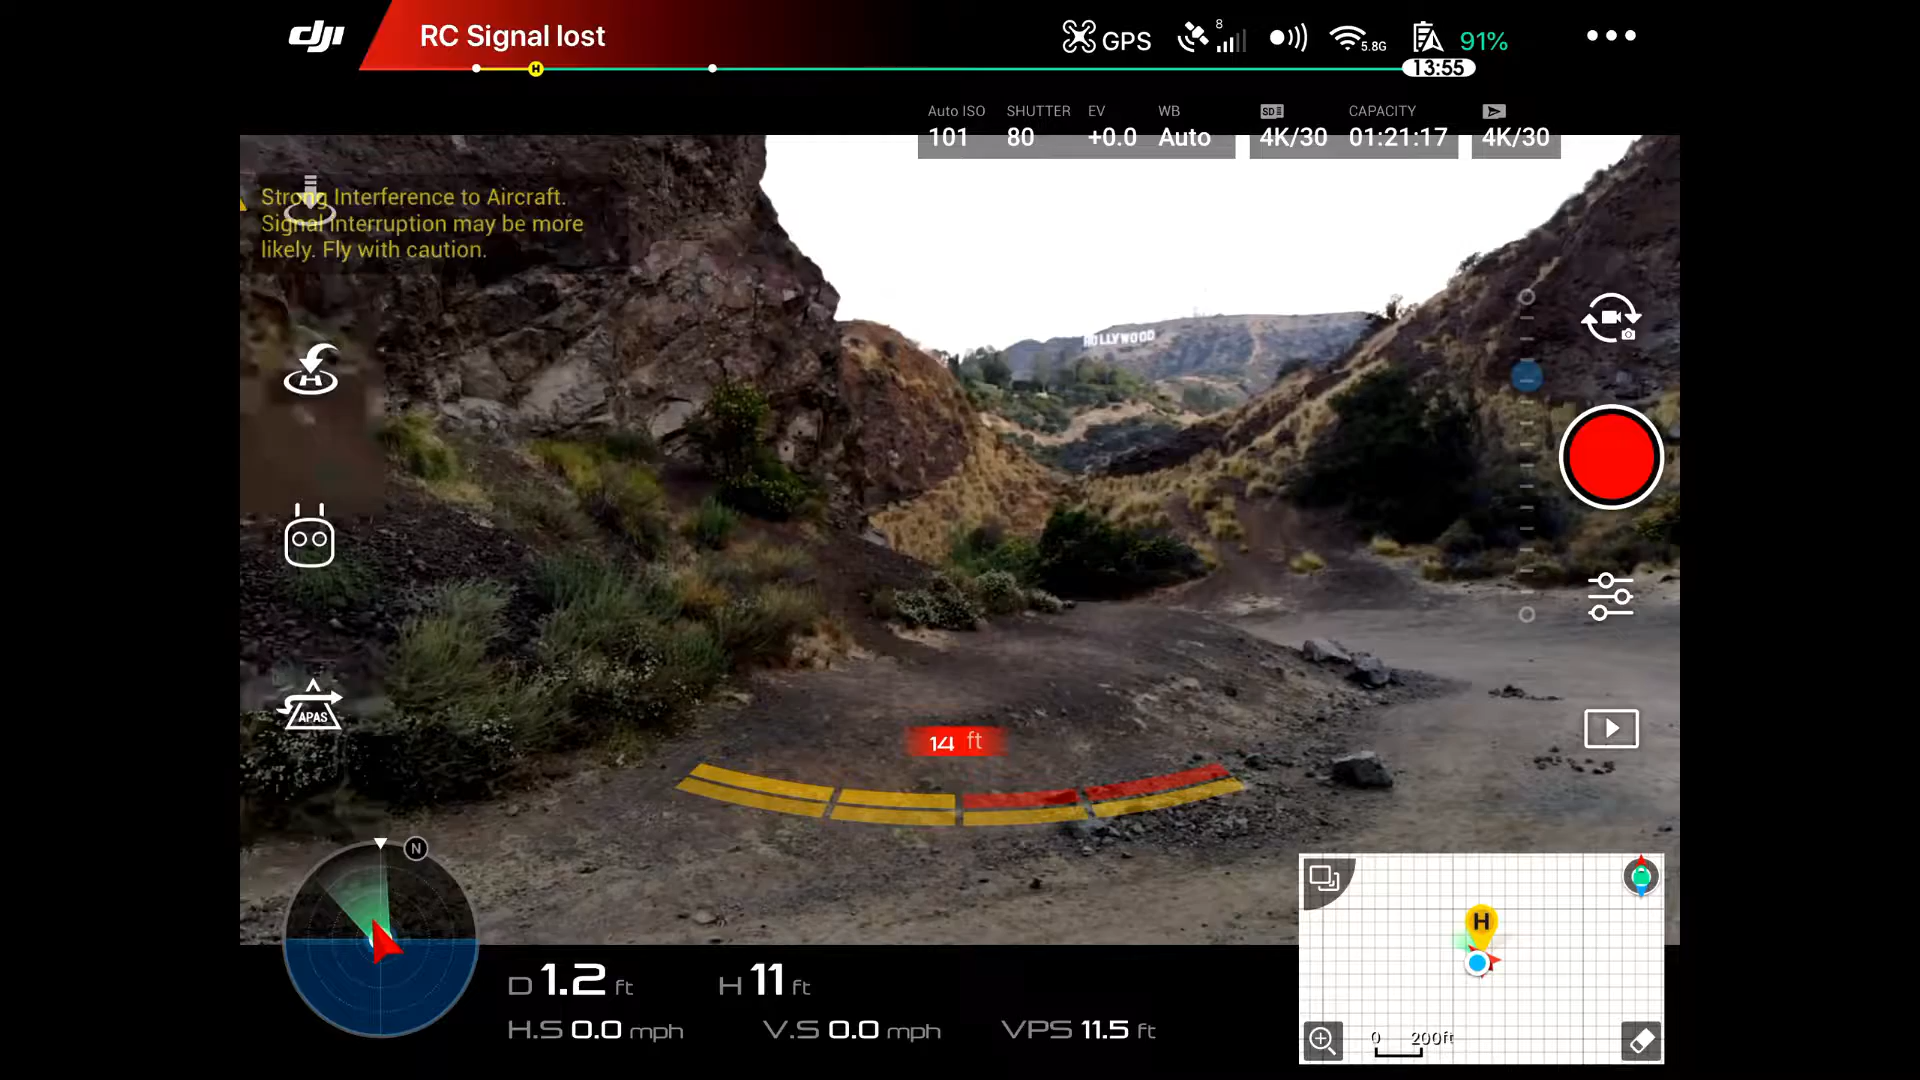 dji
RC Signal lost
GPS
8
5.8G
91%
H
13:55
Auto ISO
SHUTTER
EV
WB
SD
CAPACITY
101
80
+0.0
Auto
4K/30
01:21:17
4K/30
Strong Interference to Aircraft.
Signal Interruption may be more
likely. Fly with caution.
HOLLYWOOD
H
APAS
14 ft
N
H
D 1.2 ft
H 11 ft
H.S 0.0 mph
V.S 0.0 mph
VPS 11.5 ft
0 200ft